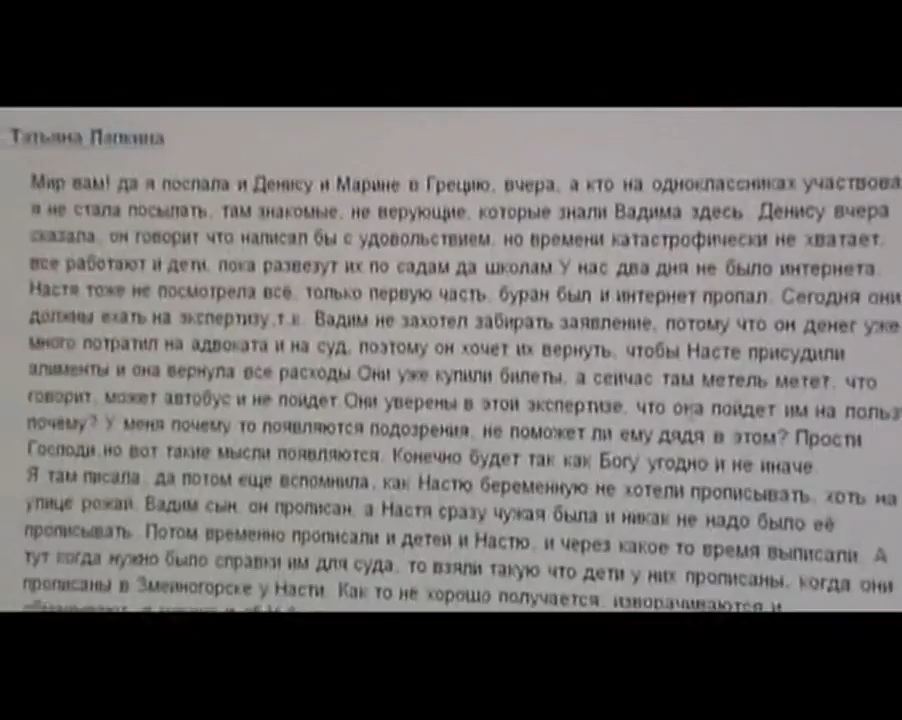 Татьяна Папкина
Мир вам! да я послала и Денису и Марине в Грецию, вчера, а кто на одноклассниках участвова
я не стала посылать, там знакомые, не верующие, которые знали Вадима здесь. Денису вчера
сказала, он говорит что написал бы с удовольствием, но времени катастрофически не хватает,
все работают и дети, пока развезут их по садам да школам.У нас два дня не было интернета.
Настя тоже не посмотрела всё, только первую часть, буран был и интернет пропал. Сегодня они
должны ехать на экспертизу,т.к. Вадим не захотел забирать заявление, потому что он денег уже
много потратил на адвоката и на суд, поэтому он хочет их вернуть, чтобы Насте присудили
алименты и она вернула все расходы.Они уже купили билеты, а сейчас там метель метет, что
говорит, может автобус и не пойдет.Они уверены в этой экспертизе, что она пойдет им на польз
почему? У меня почему то появляются подозрения, не поможет ли ему дядя в этом? Прости
Господи,но вот такие мысли появляются. Конечно будет так как Богу угодно и не иначе.
Я там писала, да потом еще вспомнила, как Настю беременную не хотели прописывать, хоть на
улице рожай. Вадим сын, он прописан, а Настя сразу чужая была и никак не надо было её
прописывать. Потом временно прописали и детей и Настю, и через какое то время выписали. А
тут когда нужно было справки им для суда, то взяли такую что дети у них прописаны, когда они
прописаны в Змеиногорске у Насти. Как то не хорошо получается, изворачиваются и